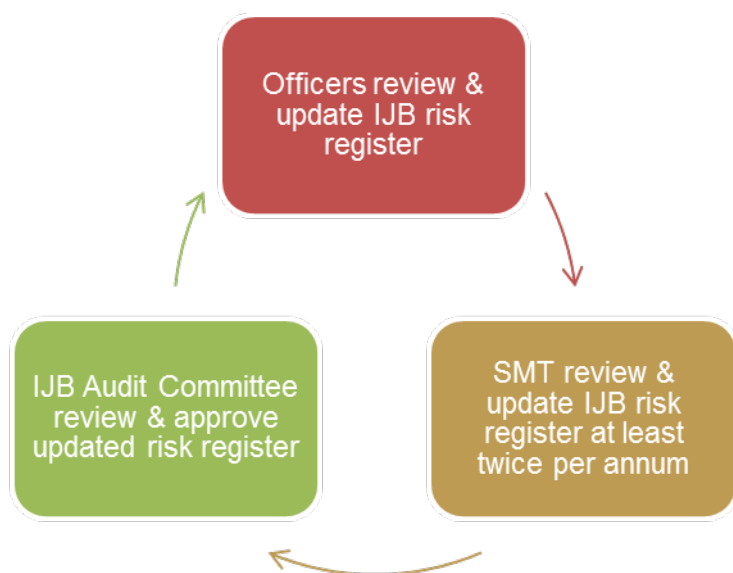 Officers review &
update IJB risk
register
SMT review &
update IJB risk
register at least
twice per annum
IJB Audit Committee
review & approve
updated risk register